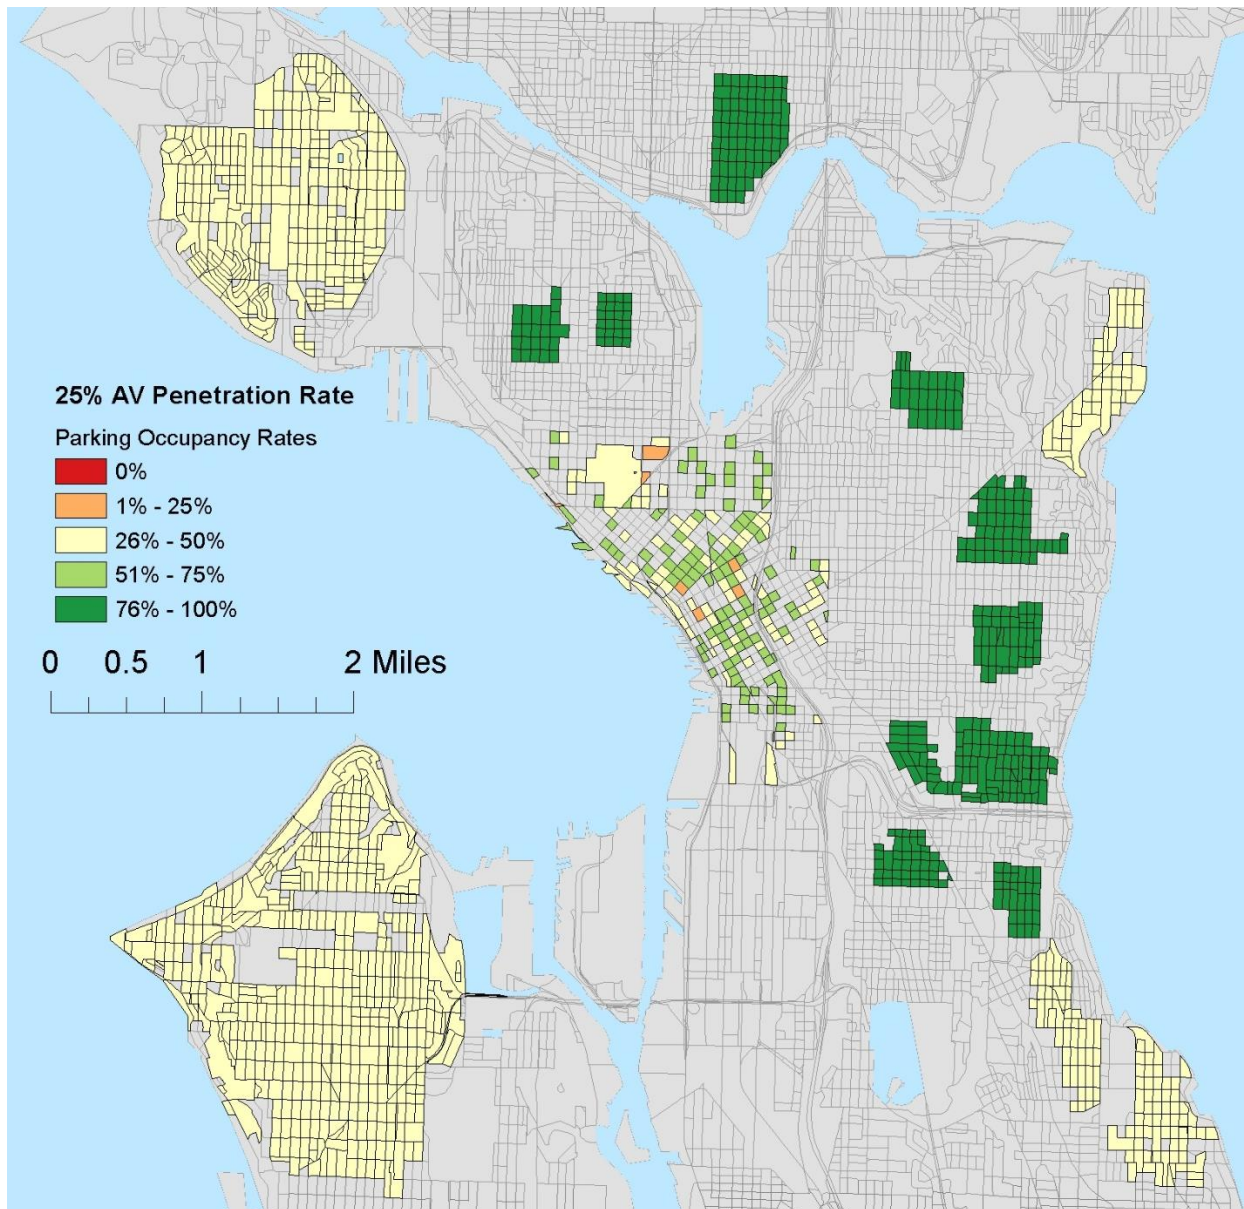 25% AV Penetration Rate
Parking Occupancy Rates
0%
1% - 25%
26% - 50%
51% - 75%
76% - 100%
0 0.5 1 2 Miles